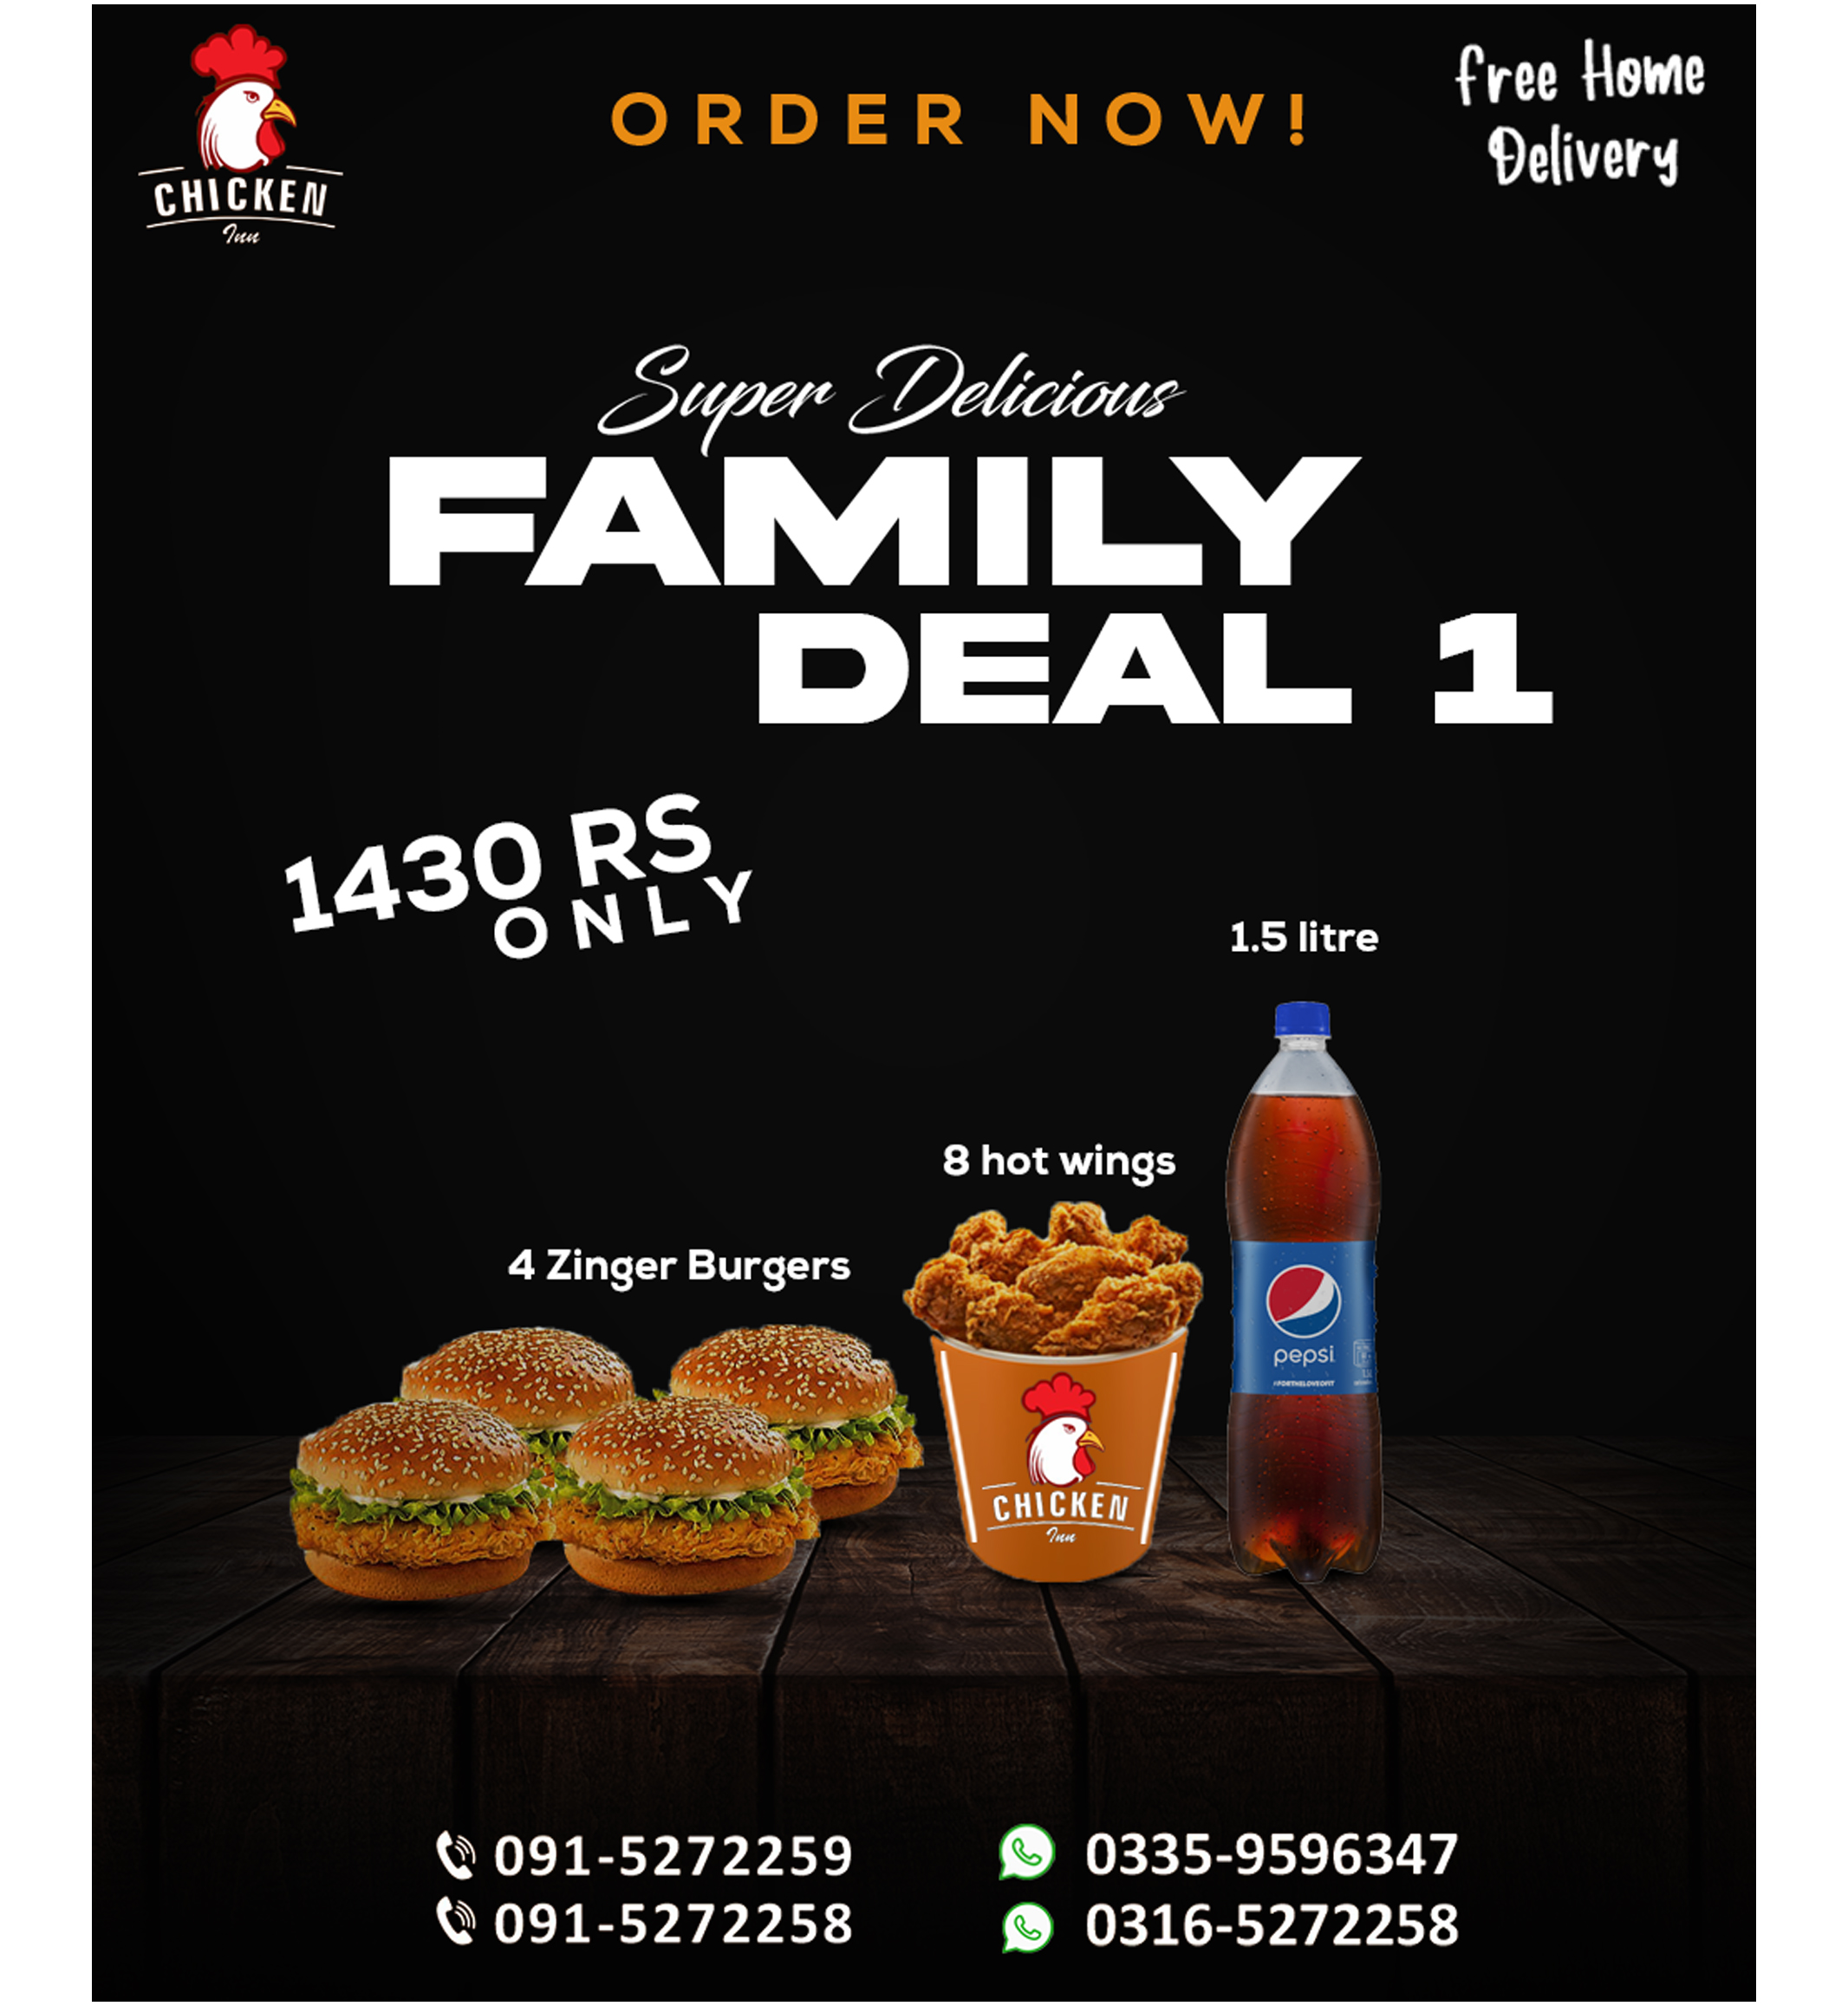 CHICKEN
Inn
ORDER NOW!
free Home
Delivery
Super Delicious
FAMILY
DEAL 1
1430 RS
ONLY
1.5 litre
8 hot wings
4 Zinger Burgers
pepsi
#FORTHELOVEOFIT
CHICKEN
Inn
091-5272259
091-5272258
0335-9596347
0316-5272258